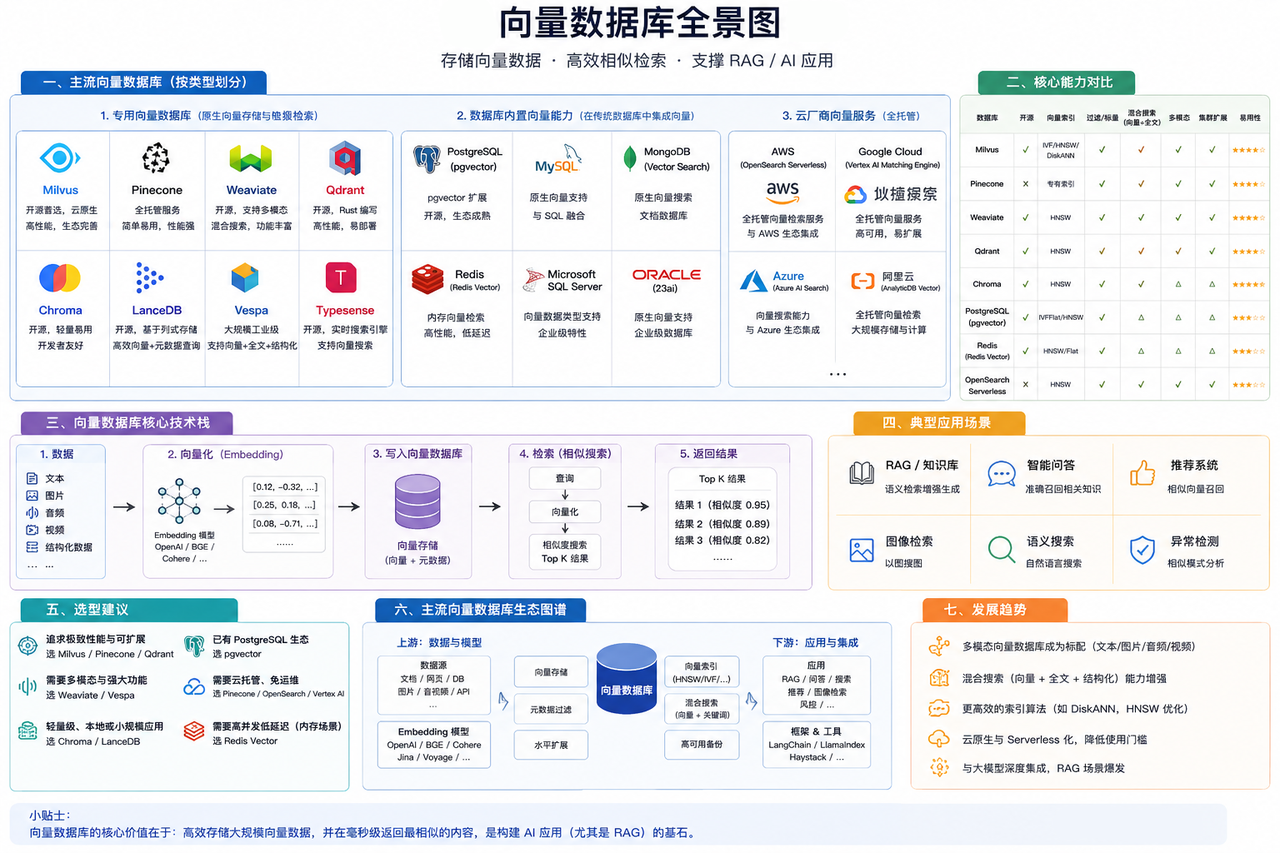 向量数据库全景图
存储向量数据 · 高效相似检索 · 支撑 RAG / AI 应用
一、主流向量数据库（按类型划分）
1. 专用向量数据库（原生向量存储与检索）
Milvus
开源首选，云原生
高性能，生态完善
Pinecone
全托管服务
简单易用，性能强
Weaviate
开源，支持多模态
混合搜索，功能丰富
Qdrant
开源，Rust 编写
高性能，易部署
Chroma
开源，轻量易用
开发者友好
LanceDB
开源，基于列式存储
高效向量+元数据查询
Vespa
大规模工业级
支持向量+全文+结构化
T
Typesense
开源，实时搜索引擎
支持向量搜索
2. 数据库内置向量能力（在传统数据库中集成向量）
PostgreSQL
(pgvector)
pgvector 扩展
开源，生态成熟
MySQL
原生向量支持
与 SQL 融合
MongoDB
(Vector Search)
原生向量搜索
文档数据库
Redis
(Redis Vector)
内存向量检索
高性能，低延迟
Microsoft
SQL Server
向量数据类型支持
企业级特性
ORACLE
(23ai)
原生向量支持
企业级数据库
3. 云厂商向量服务（全托管）
AWS
(OpenSearch Serverless)
aws
全托管向量检索服务
与 AWS 生态集成
Google Cloud
(Vertex AI Matching Engine)
全托管向量服务
高可用，易扩展
Azure
(Azure AI Search)
向量搜索能力
与 Azure 生态集成
阿里云
(AnalyticDB Vector)
全托管向量检索
大规模存储与计算
...
二、核心能力对比
数据库 开源 向量索引 过滤/标量 混合搜索（向量+全文） 多模态 集群扩展 易用性
Milvus ✓ IVF/HNSW/DiskANN ✓ ✓ ✓ ✓ ★★★★☆
Pinecone × 专有索引 ✓ ✓ ✓ ✓ ★★★★☆
Weaviate ✓ HNSW ✓ ✓ ✓ ✓ ★★★★☆
Qdrant ✓ HNSW ✓ ✓ ✓ ✓ ★★★★☆
Chroma ✓ HNSW ✓ ✓ △ △ ★★★★☆
PostgreSQL (pgvector) ✓ IVFFlat/HNSW ✓ △ △ △ ★★★☆☆
Redis (Redis Vector) ✓ HNSW/Flat ✓ △ △ △ ★★★☆☆
OpenSearch Serverless × HNSW ✓ ✓ ✓ ✓ ★★★☆☆
三、向量数据库核心技术栈
1. 数据
文本
图片
音频
视频
结构化数据
... ...
2. 向量化（Embedding）
Embedding 模型
OpenAI / BGE /
Cohere / ...
[0.12, -0.32, ...]
[0.25, 0.18, ...]
[0.08, -0.71, ...]
......
3. 写入向量数据库
向量存储
(向量 + 元数据)
4. 检索（相似搜索）
查询
向量化
相似度搜索
Top K 结果
5. 返回结果
Top K 结果
结果 1（相似度 0.95）
结果 2（相似度 0.89）
结果 3（相似度 0.82）
......
四、典型应用场景
RAG / 知识库
语义检索增强生成
智能问答
准确召回相关知识
推荐系统
相似向量召回
图像检索
以图搜图
语义搜索
自然语言搜索
异常检测
相似模式分析
五、选型建议
追求极致性能与可扩展
选 Milvus / Pinecone / Qdrant
已有 PostgreSQL 生态
选 pgvector
需要多模态与强大功能
选 Weaviate / Vespa
需要云托管、免运维
选 Pinecone / OpenSearch / Vertex AI
轻量级、本地或小规模应用
选 Chroma / LanceDB
需要高并发低延迟（内存场景）
选 Redis Vector
六、主流向量数据库生态图谱
上游：数据与模型
数据源
文档 / 网页 / DB
图片 / 音视频 / API
...
Embedding 模型
OpenAI / BGE / Cohere
Jina / Voyage / ...
向量存储
元数据过滤
水平扩展
向量数据库
向量索引
(HNSW/IVF/...)
混合搜索
(向量 + 关键词)
高可用备份
下游：应用与集成
应用
RAG / 问答 / 搜索
推荐 / 图像检索
风控 / ...
框架 & 工具
LangChain / LlamaIndex
Haystack / ...
七、发展趋势
多模态向量数据库成为标配（文本/图片/音频/视频）
混合搜索（向量 + 全文 + 结构化）能力增强
更高效的索引算法（如 DiskANN，HNSW 优化）
云原生与 Serverless 化，降低使用门槛
与大模型深度集成，RAG 场景爆发
小贴士：
向量数据库的核心价值在于：高效存储大规模向量数据，并在毫秒级返回最相似的内容，是构建 AI 应用（尤其是 RAG）的基石。